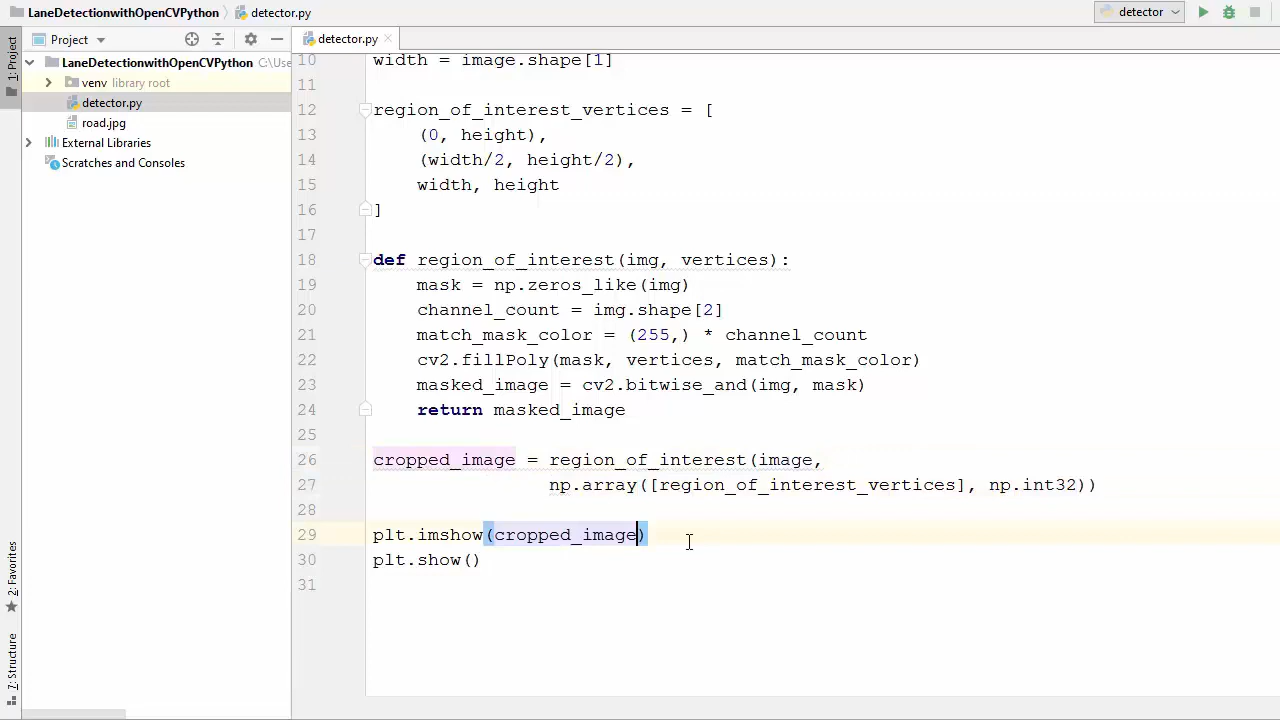 LaneDetectionwithOpenCVPython detector.py detector
1: Project
Project
detector.py
LaneDetectionwithOpenCVPython C:\Use
venv library root
detector.py
road.jpg
External Libraries
Scratches and Consoles
2: Favorites
7: Structure
10 width = image.shape[1]
11
12 region_of_interest_vertices = [
13 (0, height),
14 (width/2, height/2),
15 width, height
16 ]
17
18 def region_of_interest(img, vertices):
19 mask = np.zeros_like(img)
20 channel_count = img.shape[2]
21 match_mask_color = (255,) * channel_count
22 cv2.fillPoly(mask, vertices, match_mask_color)
23 masked_image = cv2.bitwise_and(img, mask)
24 return masked_image
25
26 cropped_image = region_of_interest(image,
27 np.array([region_of_interest_vertices], np.int32))
28
29 plt.imshow(cropped_image)
30 plt.show()
31